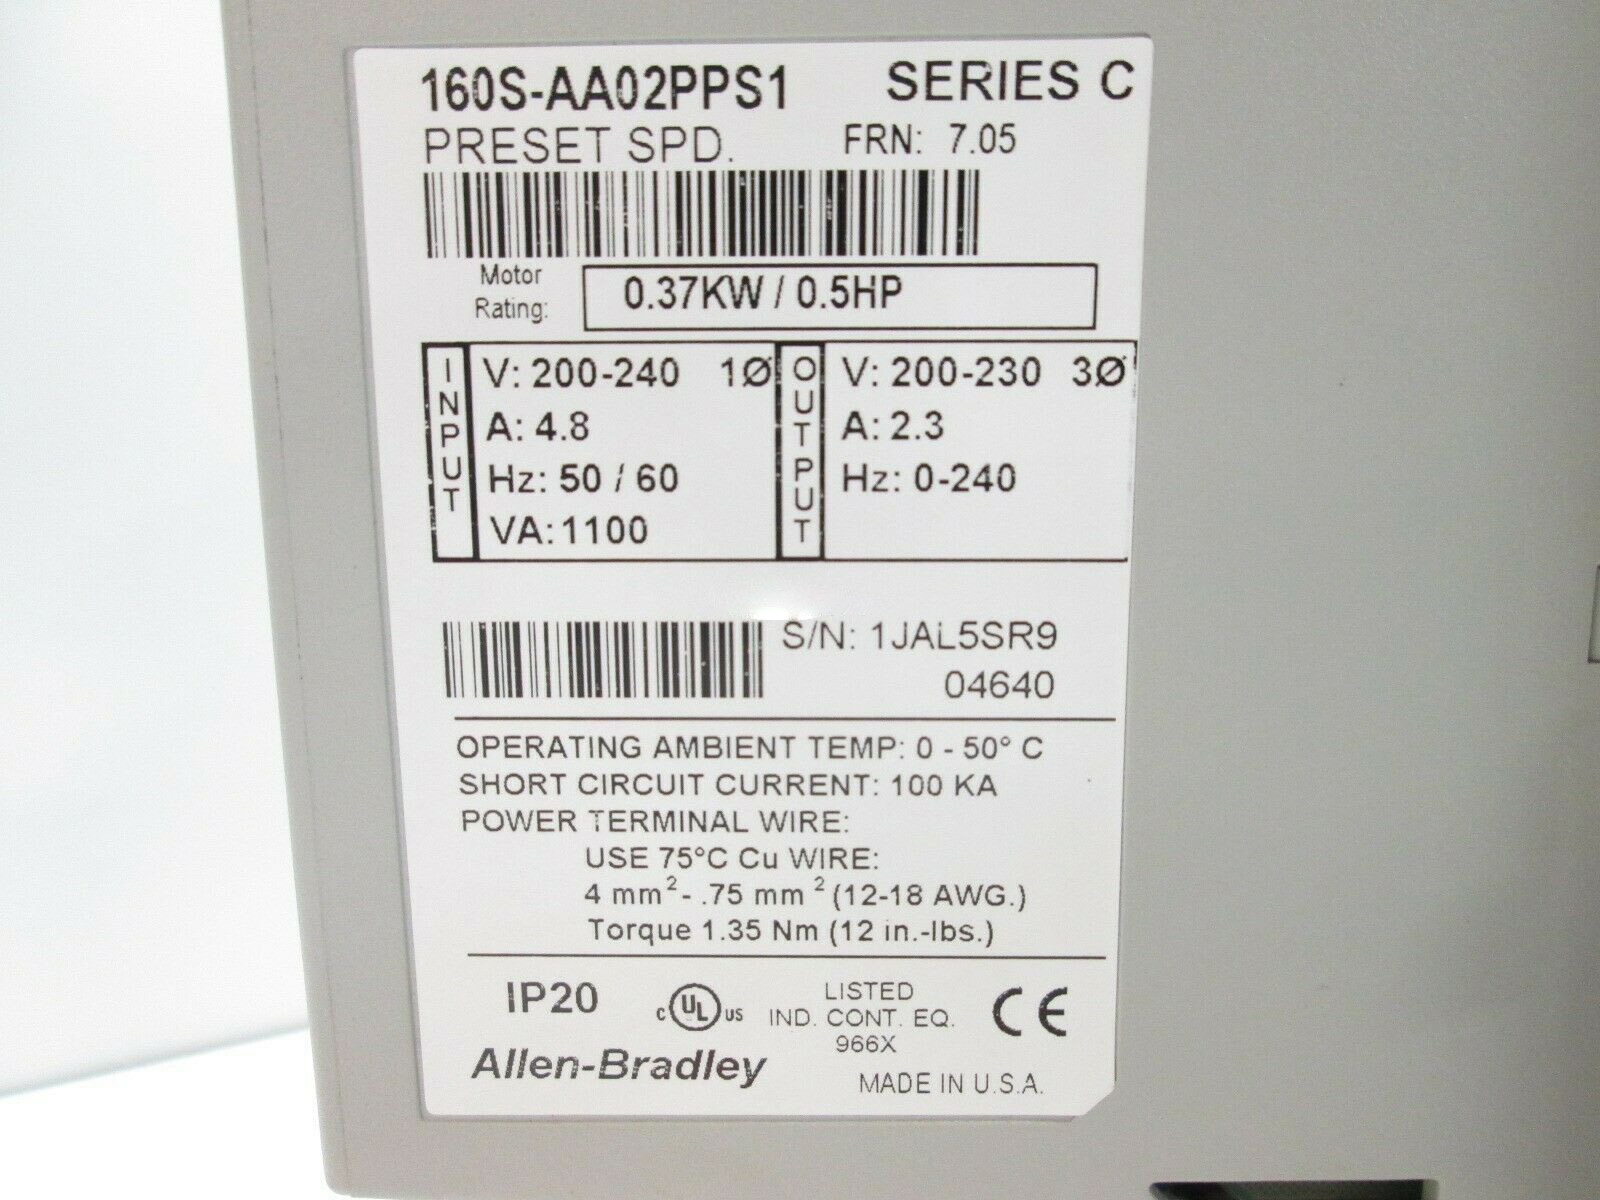 160S-AA02PPS1 SERIES C
PRESET SPD. FRN: 7.05
Motor
Rating: 0.37KW / 0.5HP
INPUT
V: 200-240 1Ø
A: 4.8
Hz: 50 / 60
VA: 1100
OUTPUT
V: 200-230 3Ø
A: 2.3
Hz: 0-240
S/N: 1JAL5SR9
04640
OPERATING AMBIENT TEMP: 0 - 50° C
SHORT CIRCUIT CURRENT: 100 KA
POWER TERMINAL WIRE:
USE 75°C Cu WIRE:
4 mm² - .75 mm² (12-18 AWG.)
Torque 1.35 Nm (12 in.-lbs.)
IP20
C UL US
LISTED
IND. CONT. EQ.
966X
CE
Allen-Bradley
MADE IN U.S.A.